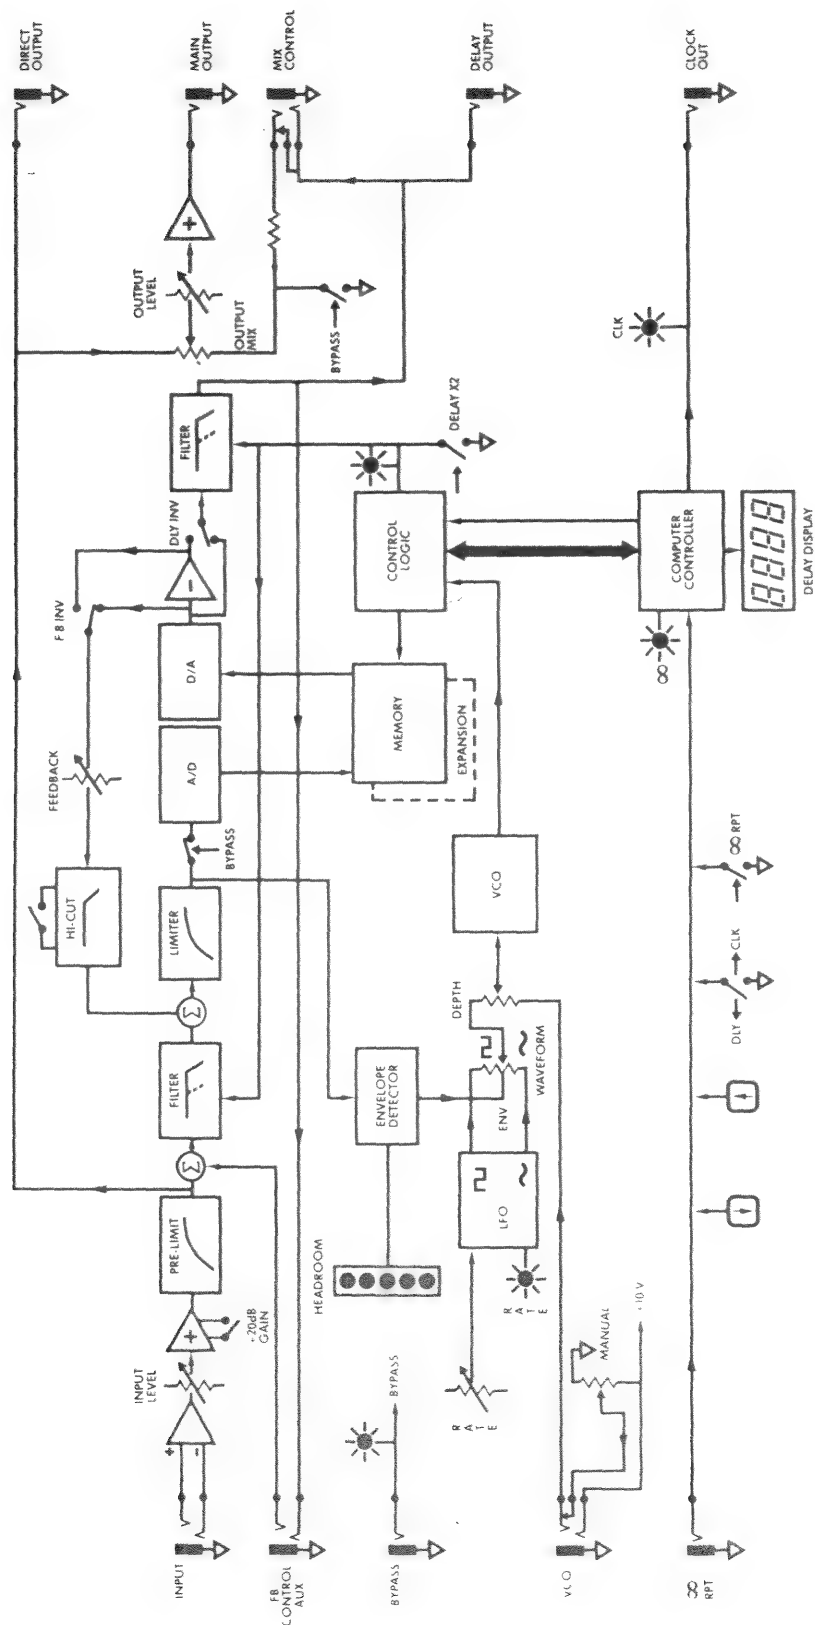 INPUT
INPUT
LEVEL
+
-
+
+20dB
GAIN
PRE-LIMIT
Σ
FILTER
Σ
LIMITER
HI-CUT
FEEDBACK
F B INV
BYPASS
A/D
D/A
-
DLY INV
FILTER
OUTPUT
MIX
OUTPUT
LEVEL
+
DIRECT
OUTPUT
MAIN
OUTPUT
MIX
CONTROL
DELAY
OUTPUT
BYPASS
FB
CONTROL
AUX
BYPASS
BYPASS
HEADROOM
ENVELOPE
DETECTOR
RATE
LFO
RATE
ENV
WAVEFORM
DEPTH
VCO
MEMORY
EXPANSION
CONTROL
LOGIC
DELAY X2
VCO
MANUAL
+10 V
∞
RPT
DLY
CLK
∞ RPT
∞
COMPUTER
CONTROLLER
8888
DELAY DISPLAY
CLK
CLOCK
OUT